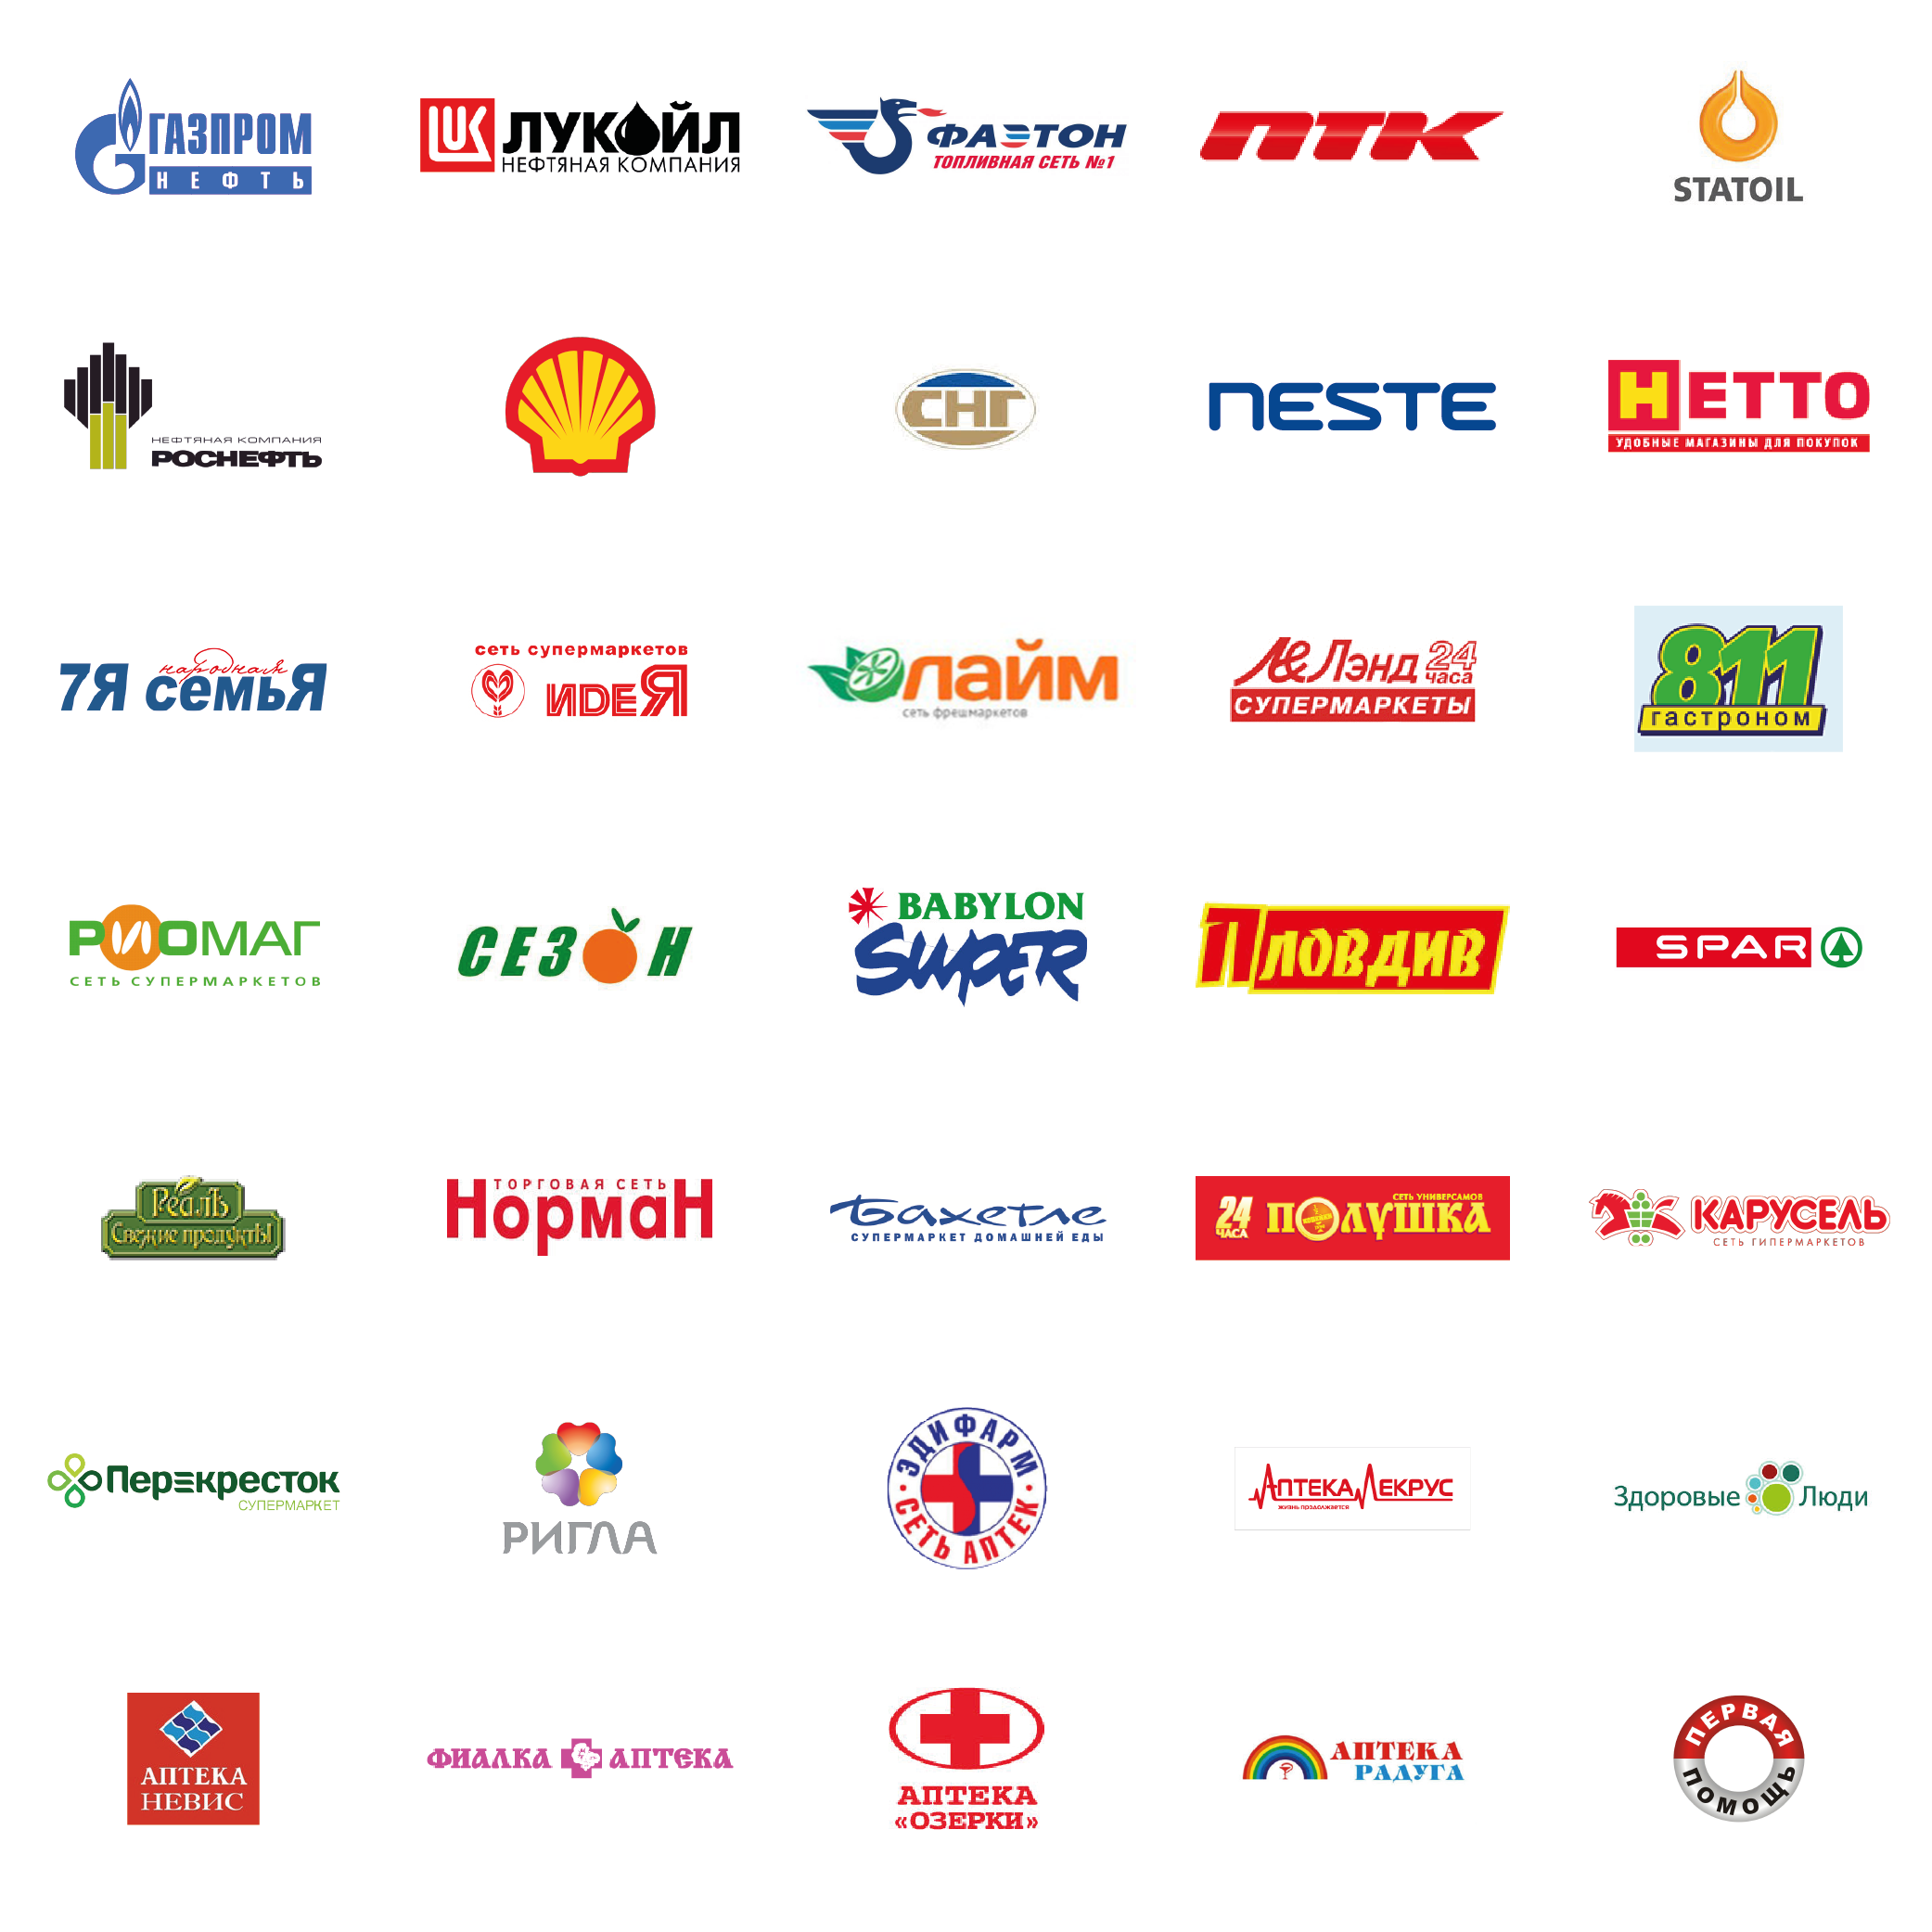 ГАЗПРОМ
НЕФТЬ
ЛУКОЙЛ
НЕФТЯНАЯ КОМПАНИЯ
ФАЭТОН
ТОПЛИВНАЯ СЕТЬ №1
ПТК
STATOIL
НЕФТЯНАЯ КОМПАНИЯ
РОСНЕФТЬ
СНГ
NESTE
НЕТТО
УДОБНЫЕ МАГАЗИНЫ ДЛЯ ПОКУПОК
народная
7Я семьЯ
сеть супермаркетов
идеЯ
лайм
сеть фрешмаркетов
Лэнд 24 часа
СУПЕРМАРКЕТЫ
811
гастроном
РИОМАГ
СЕТЬ СУПЕРМАРКЕТОВ
СЕЗОН
BABYLON
SUPER
ПЛОВДИВ
SPAR
РеалЪ
Свежие продукты
ТОРГОВАЯ СЕТЬ
НормаН
Бахетле
СУПЕРМАРКЕТ ДОМАШНЕЙ ЕДЫ
СЕТЬ УНИВЕРСАМОВ
24 ЧАСА ПОЛУШКА
КАРУСЕЛЬ
СЕТЬ ГИПЕРМАРКЕТОВ
Перекресток
СУПЕРМАРКЕТ
РИГЛА
ЭДИФАРМ
СЕТЬ АПТЕК
АПТЕКА ЛЕКРУС
ЖИЗНЬ ПРОДОЛЖАЕТСЯ
Здоровые Люди
АПТЕКА
НЕВИС
ФИАЛКА АПТЕКА
АПТЕКА
«ОЗЕРКИ»
АПТЕКА
РАДУГА
ПЕРВАЯ
ПОМОЩЬ